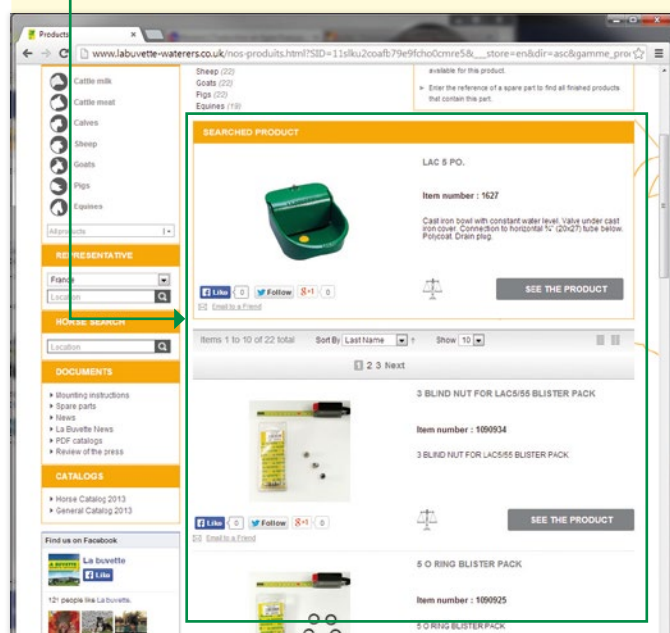 Products
www.labuvette-waterers.co.uk/nos-produits.html?SID=11slku2coafb79e9fcho0cmre5&___store=en&dir=asc&gamme_pro
Cattle milk
Cattle meat
Calves
Sheep
Goats
Pigs
Equines
All products
REPRESENTATIVE
France
Location
HORSE SEARCH
Location
DOCUMENTS
Mounting instructions
Spare parts
News
La Buvette News
PDF catalogs
Review of the press
CATALOGS
Horse Catalog 2013
General Catalog 2013
Find us on Facebook
La buvette
Like
121 people like La buvette.
Sheep (22)
Goats (22)
Pigs (22)
Equines (19)
available for this product.
Enter the reference of a spare part to find all finished products
that contain this part.
SEARCHED PRODUCT
LAC 5 PO.
Item number : 1627
Cast iron bowl with constant water level. Valve under cast
iron cover. Connection to horizontal ¾" (20x27) tube below.
Polycoat. Drain plug.
Like 0 Follow g+1 0
Email to a Friend
SEE THE PRODUCT
Items 1 to 10 of 22 total Sort By Last Name Show 10
1 2 3 Next
3 BLIND NUT FOR LAC5/55 BLISTER PACK
Item number : 1090934
3 BLIND NUT FOR LAC5/55 BLISTER PACK
Like 0 Follow g+1 0
Email to a Friend
SEE THE PRODUCT
5 O RING BLISTER PACK
Item number : 1090925
5 O RING BLISTER PACK